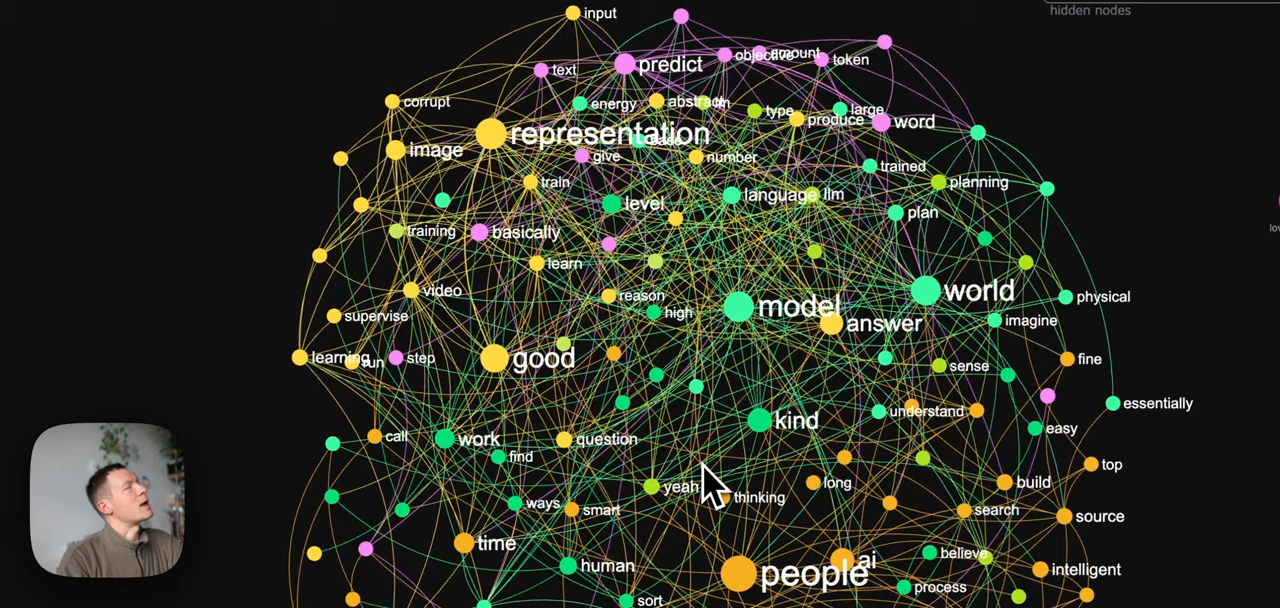 hidden nodes
input
objective
amount
token
predict
text
energy
abstract
llm
type
large
corrupt
produce
word
representation
image
give
number
train
trained
planning
level
language
llm
plan
training
basically
learn
video
reason
high
model
world
physical
supervise
answer
imagine
learning
fun
step
good
sense
fine
understand
essentially
kind
call
work
question
easy
find
top
yeah
thinking
long
build
ways
smart
search
source
time
human
people
ai
believe
intelligent
process
sort